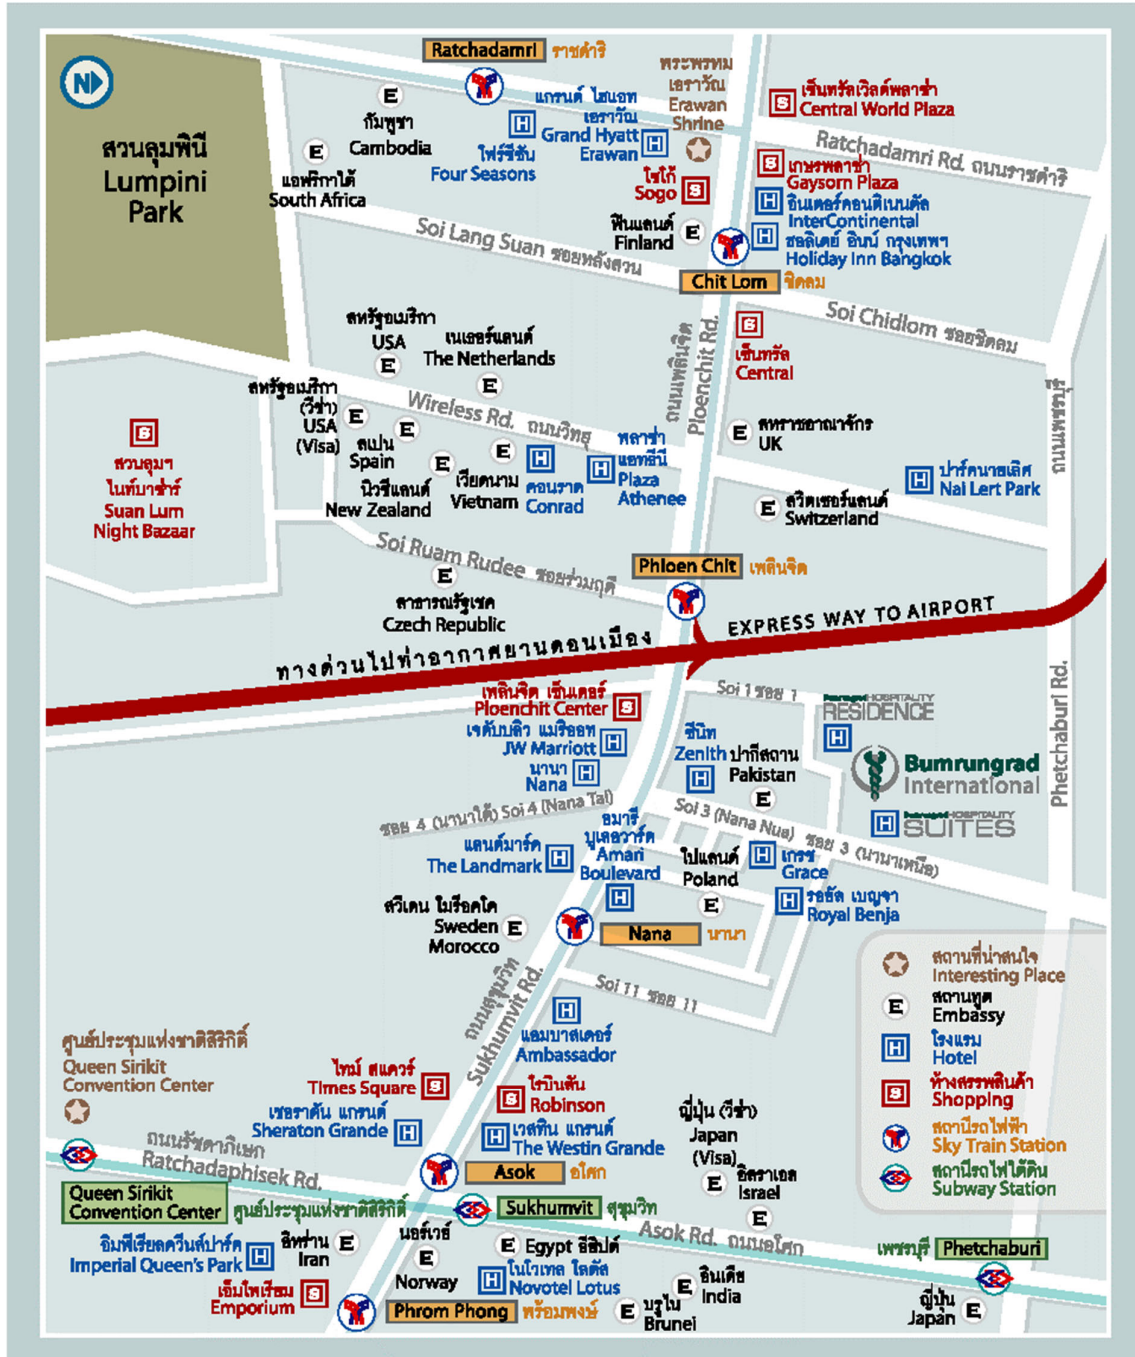 Ratchadamri ราชดำริ
N
พระพรหม
เอราวัณ
Erawan
Shrine
เซ็นทรัลเวิลด์พลาซ่า
Central World Plaza
สวนลุมพินี
Lumpini
Park
E
กัมพูชา
Cambodia
แกรนด์ ไฮแอท
เอราวัณ
Grand Hyatt
Erawan
โฟร์ซีซัน
Four Seasons
Ratchadamri Rd. ถนนราชดำริ
แอฟริกาใต้
South Africa
โซโก้
Sogo
เกษรพลาซ่า
Gaysorn Plaza
อินเตอร์คอนติเนนตัล
InterContinental
ฟินแลนด์
Finland
ฮอลิเดย์ อินน์ กรุงเทพฯ
Holiday Inn Bangkok
Soi Lang Suan ซอยหลังสวน
Chit Lom ชิดลม
Soi Chidlom ซอยชิดลม
สหรัฐอเมริกา
USA
เนเธอร์แลนด์
The Netherlands
ถนนเพลินจิต
Ploenchit Rd.
เซ็นทรัล
Central
ถนนเพชรบุรี
สหรัฐอเมริกา
(วีซ่า)
USA
(Visa)
Wireless Rd. ถนนวิทยุ
สเปน
Spain
นิวซีแลนด์
New Zealand
เวียดนาม
Vietnam
คอนราด
Conrad
พลาซ่า
แอทธินี
Plaza
Athenee
สหราชอาณาจักร
UK
สวนลุมฯ
ไนท์บาซ่าร์
Suan Lum
Night Bazaar
ปาร์คนายเลิศ
Nai Lert Park
สวิตเซอร์แลนด์
Switzerland
Soi Ruam Rudee ซอยร่วมฤดี
Phloen Chit เพลินจิต
สาธารณรัฐเชค
Czech Republic
EXPRESS WAY TO AIRPORT
ทางด่วนไปท่าอากาศยานดอนเมือง
เพลินจิต เซ็นเตอร์
Ploenchit Center
Soi 1 ซอย 1
Bumrungrad HOSPITALITY
RESIDENCE
Phetchaburi Rd.
เจดับบลิว แมริออท
JW Marriott
นานา
Nana
ซีนิท
Zenith
ปากีสถาน
Pakistan
Bumrungrad
International
Bumrungrad HOSPITALITY
SUITES
ซอย 4 (นานาใต้) Soi 4 (Nana Tai)
Soi 3 (Nana Nua) ซอย 3 (นานาเหนือ)
แลนด์มาร์ค
The Landmark
อมารี
บูเลอวาร์ด
Amari
Boulevard
โปแลนด์
Poland
เกรซ
Grace
รอยัล เบญจา
Royal Benja
สวีเดน โมร็อคโค
Sweden
Morocco
Nana นานา
Soi 11 ซอย 11
ถนนสุขุมวิท
Sukhumvit Rd.
แอมบาสเดอร์
Ambassador
สถานที่น่าสนใจ
Interesting Place
สถานทูต
Embassy
โรงแรม
Hotel
ห้างสรรพสินค้า
Shopping
สถานีรถไฟฟ้า
Sky Train Station
สถานีรถไฟใต้ดิน
Subway Station
ศูนย์ประชุมแห่งชาติสิริกิติ์
Queen Sirikit
Convention Center
ไทม์ สแควร์
Times Square
โรบินสัน
Robinson
เชอราตัน แกรนด์
Sheraton Grande
เวสทิน แกรนด์
The Westin Grande
ญี่ปุ่น (วีซ่า)
Japan
(Visa)
อิสราเอล
Israel
ถนนรัชดาภิเษก
Ratchadaphisek Rd.
Asok อโศก
Queen Sirikit
Convention Center ศูนย์ประชุมแห่งชาติสิริกิติ์
Sukhumvit สุขุมวิท
Asok Rd. ถนนอโศก
เพชรบุรี Phetchaburi
อิมพีเรียลควีนส์ปาร์ค
Imperial Queen's Park
อิหร่าน
Iran
นอร์เวย์
Norway
Egypt อียิปต์
โนโวเทล โลตัส
Novotel Lotus
อินเดีย
India
เอ็มโพเรียม
Emporium
Phrom Phong พร้อมพงษ์
บรูไน
Brunei
ญี่ปุ่น
Japan